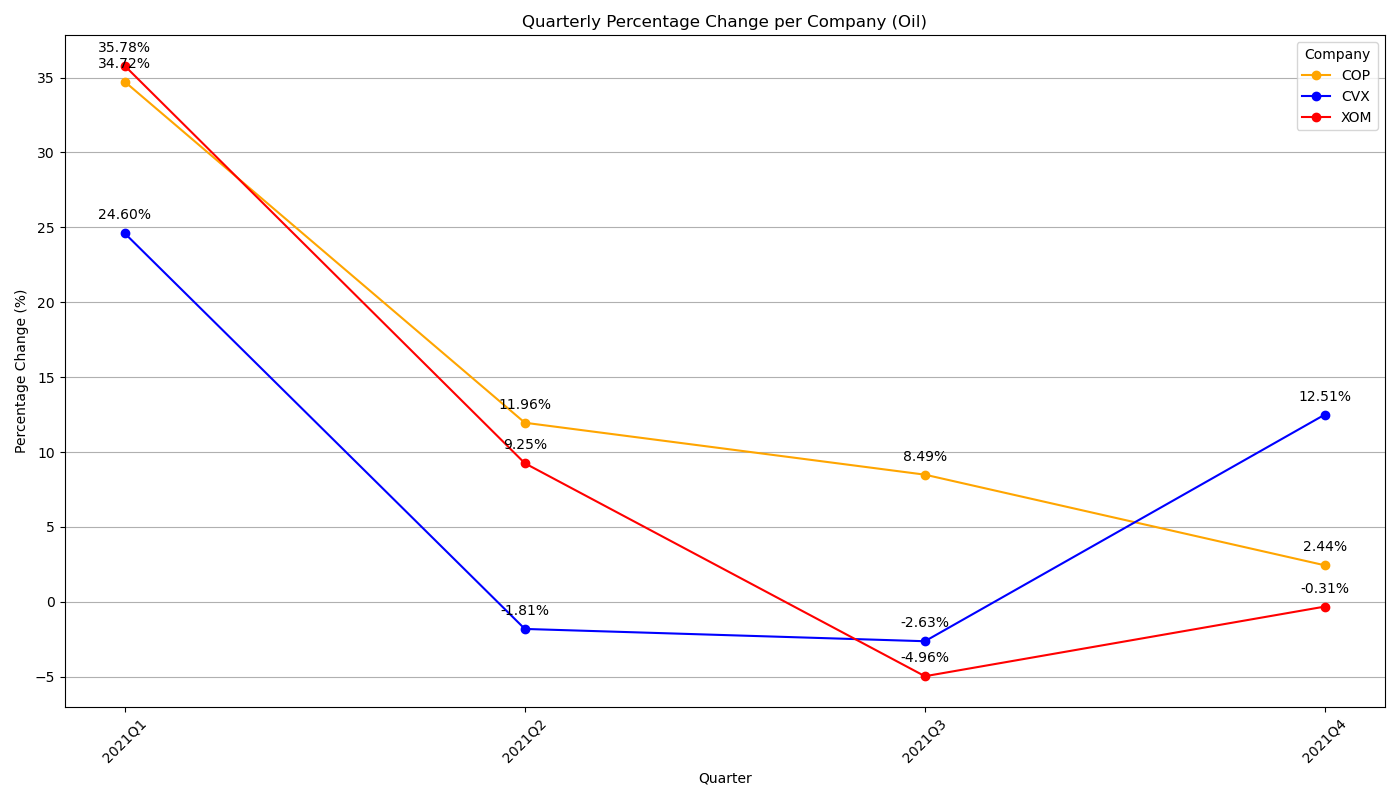 Quarterly Percentage Change per Company (Oil)
Company
COP
CVX
XOM
Percentage Change (%)
35
30
25
20
15
10
5
0
−5
35.78%
34.72%
24.60%
11.96%
9.25%
-1.81%
8.49%
-2.63%
-4.96%
12.51%
2.44%
-0.31%
2021Q1
2021Q2
2021Q3
2021Q4
Quarter